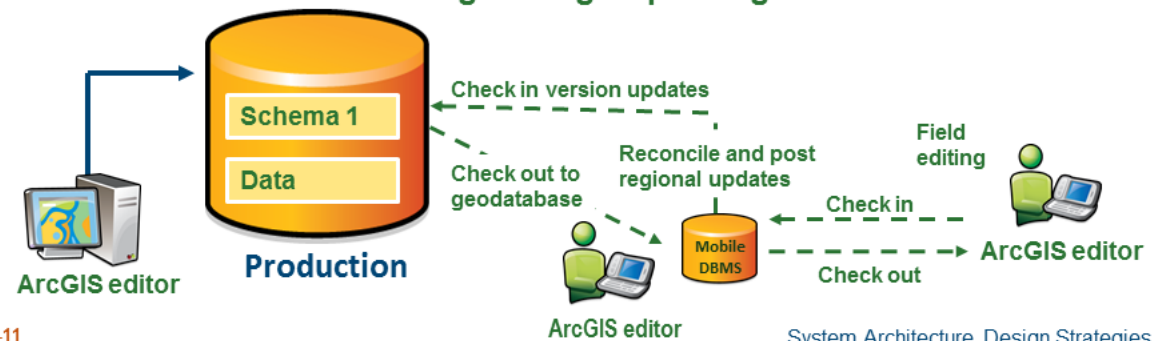 Schema 1
Data
Production
ArcGIS editor
Check in version updates
Check out to
geodatabase
Reconcile and post
regional updates
Mobile
DBMS
ArcGIS editor
Field
editing
Check in
Check out
ArcGIS editor
11
System Architecture Design Strategies